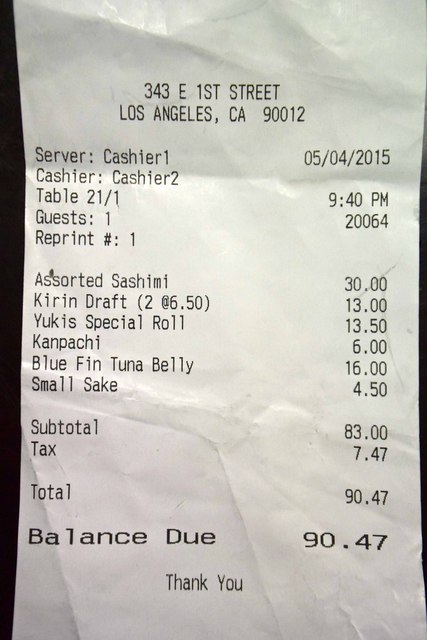 343 E 1ST STREET
LOS ANGELES, CA 90012
Server: Cashier1 05/04/2015
Cashier: Cashier2
Table 21/1 9:40 PM
Guests: 1 20064
Reprint #: 1
Assorted Sashimi 30.00
Kirin Draft (2 @6.50) 13.00
Yukis Special Roll 13.50
Kanpachi 6.00
Blue Fin Tuna Belly 16.00
Small Sake 4.50
Subtotal 83.00
Tax 7.47
Total 90.47
Balance Due 90.47
Thank You